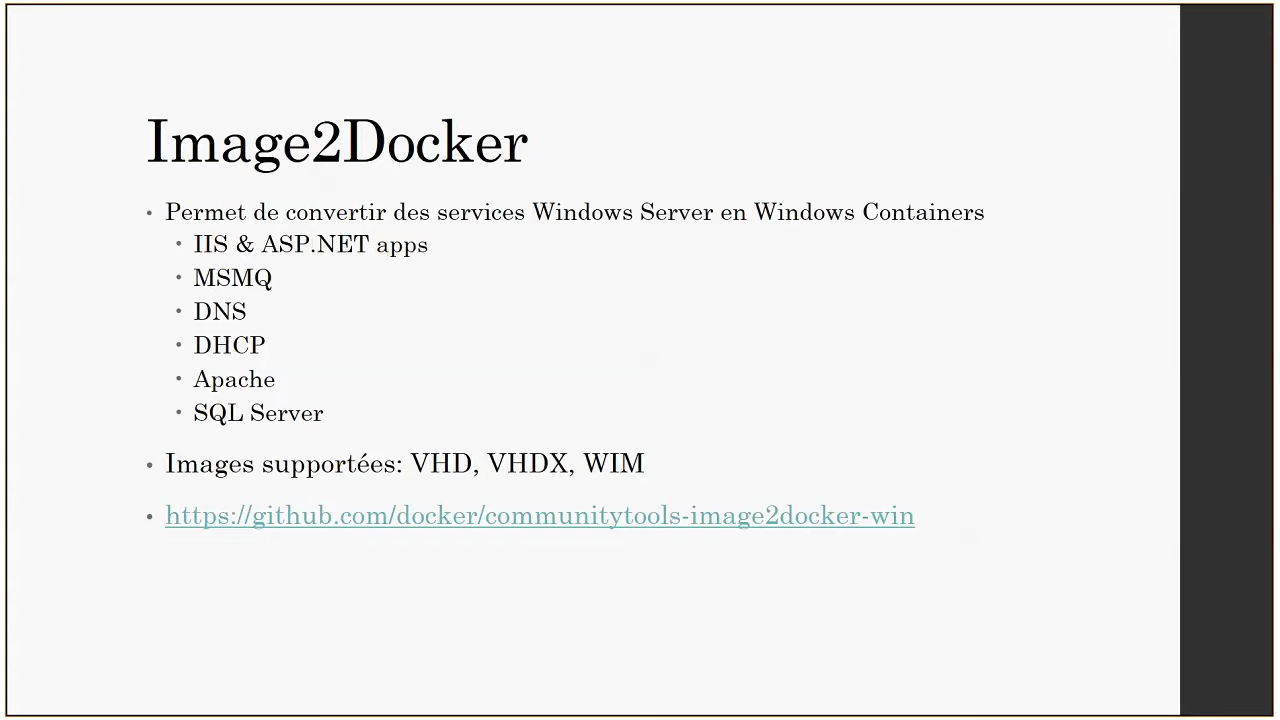 Image2Docker
• Permet de convertir des services Windows Server en Windows Containers
• IIS & ASP.NET apps
• MSMQ
• DNS
• DHCP
• Apache
• SQL Server
• Images supportées: VHD, VHDX, WIM
• https://github.com/docker/communitytools-image2docker-win